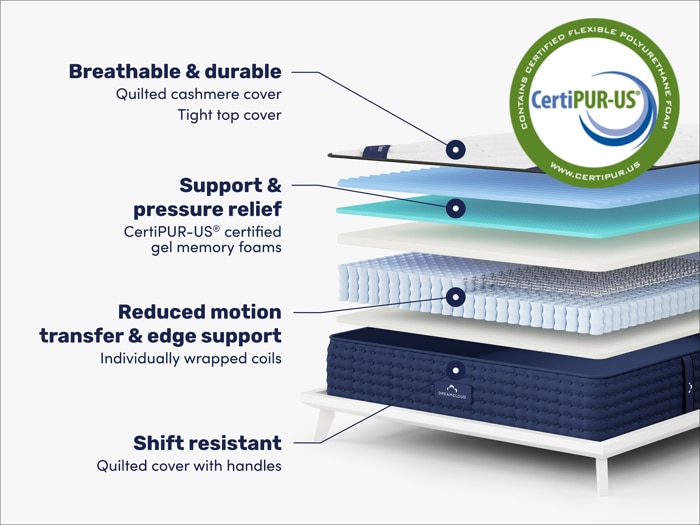 Breathable & durable
Quilted cashmere cover
Tight top cover
Support &
pressure relief
CertiPUR-US® certified
gel memory foams
Reduced motion
transfer & edge support
Individually wrapped coils
Shift resistant
Quilted cover with handles
CONTAINS CERTIFIED FLEXIBLE POLYURETHANE FOAM
CertiPUR-US®
WWW.CERTIPUR.US
DREAMCLOUD